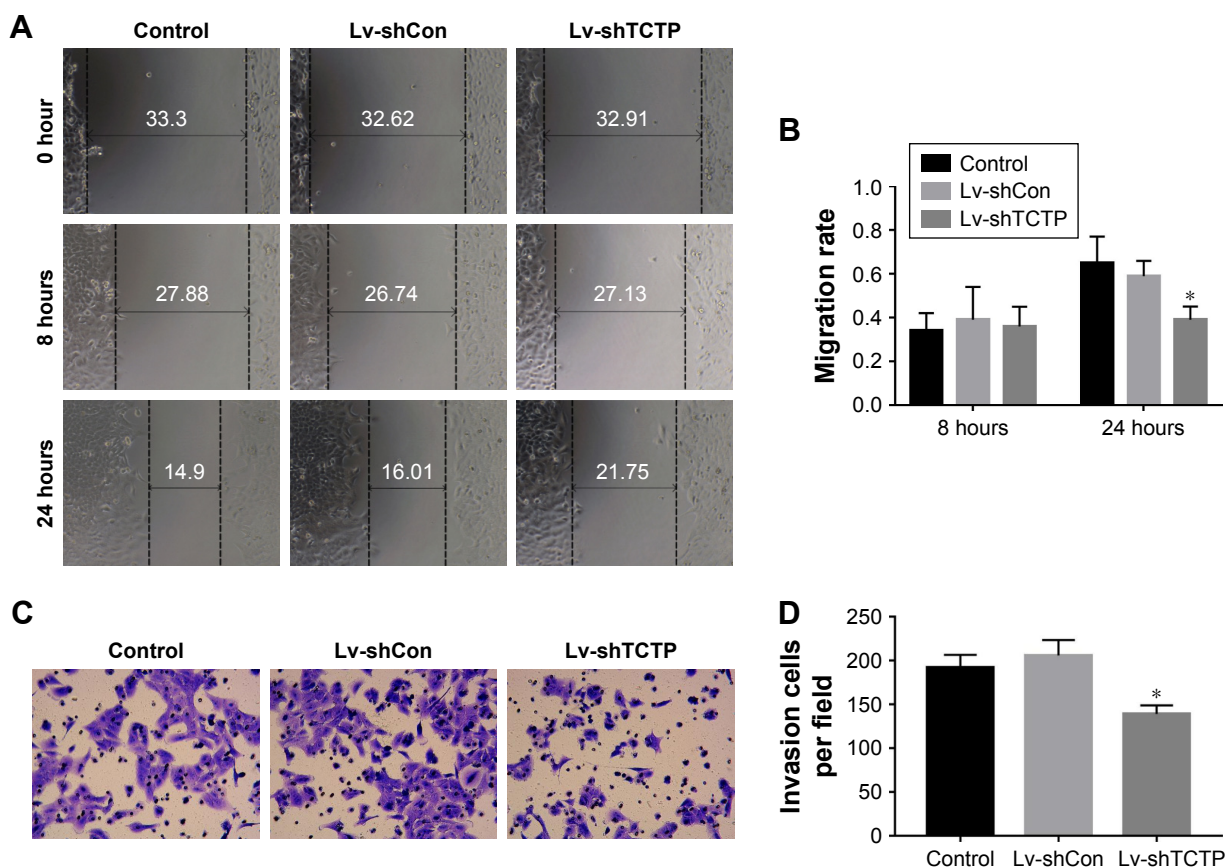 A
Control Lv-shCon Lv-shTCTP
0 hour
33.3 32.62 32.91
8 hours
27.88 26.74 27.13
24 hours
14.9 16.01 21.75
B
Control
Lv-shCon
Lv-shTCTP
Migration rate
1.0
0.8
0.6
0.4
0.2
0.0
*
8 hours 24 hours
C
Control Lv-shCon Lv-shTCTP
D
Invasion cells
per field
250
200
150
100
50
0
*
Control Lv-shCon Lv-shTCTP